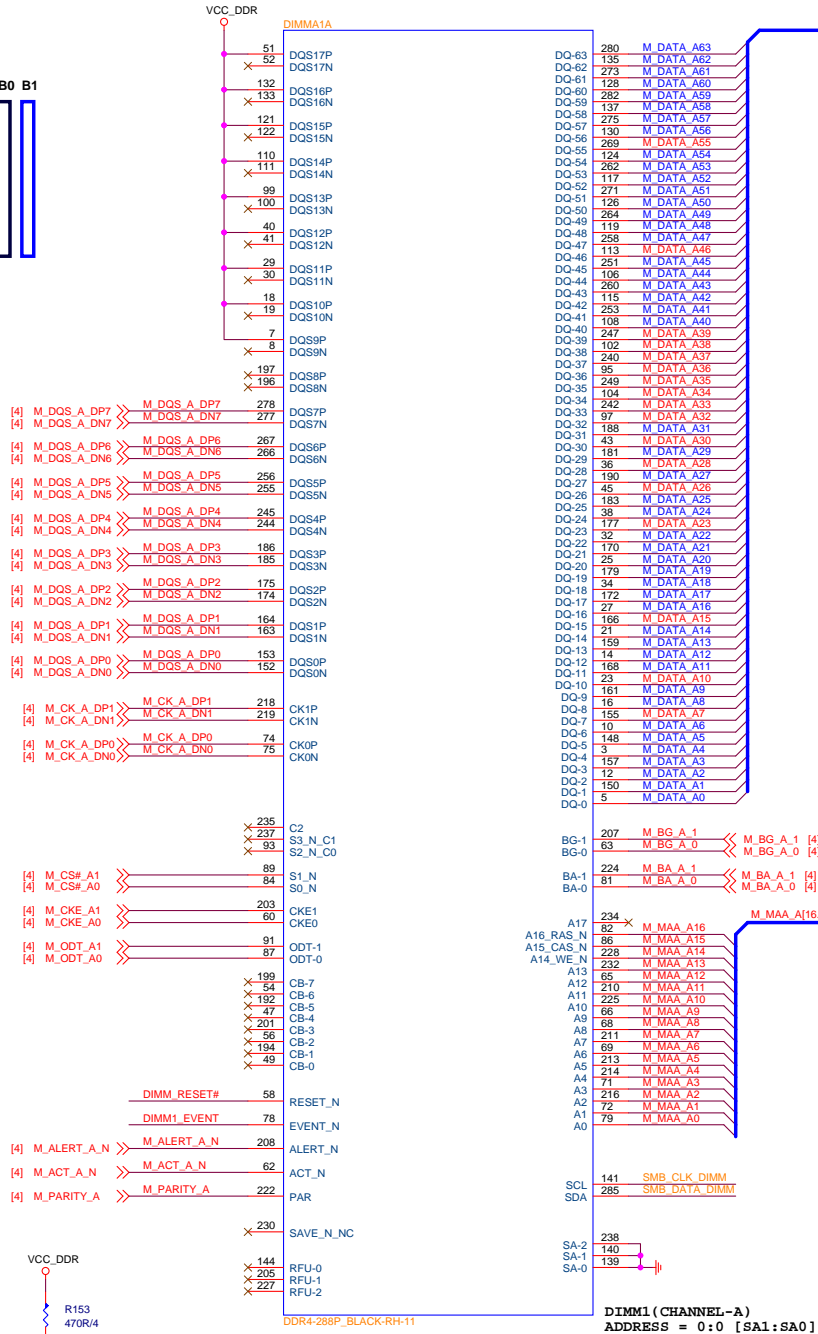 VCC_DDR
DIMMA1A
B0 B1
51 DQS17P
52 DQS17N
132 DQS16P
133 DQS16N
121 DQS15P
122 DQS15N
110 DQS14P
111 DQS14N
99 DQS13P
100 DQS13N
40 DQS12P
41 DQS12N
29 DQS11P
30 DQS11N
18 DQS10P
19 DQS10N
7 DQS9P
8 DQS9N
197 DQS8P
196 DQS8N
[4] M_DQS_A_DP7 M_DQS_A_DP7 278 DQS7P
[4] M_DQS_A_DN7 M_DQS_A_DN7 277 DQS7N
[4] M_DQS_A_DP6 M_DQS_A_DP6 267 DQS6P
[4] M_DQS_A_DN6 M_DQS_A_DN6 266 DQS6N
[4] M_DQS_A_DP5 M_DQS_A_DP5 256 DQS5P
[4] M_DQS_A_DN5 M_DQS_A_DN5 255 DQS5N
[4] M_DQS_A_DP4 M_DQS_A_DP4 245 DQS4P
[4] M_DQS_A_DN4 M_DQS_A_DN4 244 DQS4N
[4] M_DQS_A_DP3 M_DQS_A_DP3 186 DQS3P
[4] M_DQS_A_DN3 M_DQS_A_DN3 185 DQS3N
[4] M_DQS_A_DP2 M_DQS_A_DP2 175 DQS2P
[4] M_DQS_A_DN2 M_DQS_A_DN2 174 DQS2N
[4] M_DQS_A_DP1 M_DQS_A_DP1 164 DQS1P
[4] M_DQS_A_DN1 M_DQS_A_DN1 163 DQS1N
[4] M_DQS_A_DP0 M_DQS_A_DP0 153 DQS0P
[4] M_DQS_A_DN0 M_DQS_A_DN0 152 DQS0N
[4] M_CK_A_DP1 M_CK_A_DP1 218 CK1P
[4] M_CK_A_DN1 M_CK_A_DN1 219 CK1N
[4] M_CK_A_DP0 M_CK_A_DP0 74 CK0P
[4] M_CK_A_DN0 M_CK_A_DN0 75 CK0N
235 C2
237 S3_N_C1
93 S2_N_C0
[4] M_CS#_A1 89 S1_N
[4] M_CS#_A0 84 S0_N
[4] M_CKE_A1 203 CKE1
[4] M_CKE_A0 60 CKE0
[4] M_ODT_A1 91 ODT-1
[4] M_ODT_A0 87 ODT-0
199 CB-7
54 CB-6
192 CB-5
47 CB-4
201 CB-3
56 CB-2
194 CB-1
49 CB-0
DIMM_RESET# 58 RESET_N
DIMM1_EVENT 78 EVENT_N
[4] M_ALERT_A_N M_ALERT_A_N 208 ALERT_N
[4] M_ACT_A_N M_ACT_A_N 62 ACT_N
[4] M_PARITY_A M_PARITY_A 222 PAR
230 SAVE_N_NC
144 RFU-0
205 RFU-1
227 RFU-2
DDR4-288P_BLACK-RH-11
VCC_DDR
R153
470R/4
DQ-63 280 M_DATA_A63
DQ-62 135 M_DATA_A62
DQ-61 273 M_DATA_A61
DQ-60 128 M_DATA_A60
DQ-59 282 M_DATA_A59
DQ-58 137 M_DATA_A58
DQ-57 275 M_DATA_A57
DQ-56 130 M_DATA_A56
DQ-55 269 M_DATA_A55
DQ-54 124 M_DATA_A54
DQ-53 262 M_DATA_A53
DQ-52 117 M_DATA_A52
DQ-51 271 M_DATA_A51
DQ-50 126 M_DATA_A50
DQ-49 264 M_DATA_A49
DQ-48 119 M_DATA_A48
DQ-47 258 M_DATA_A47
DQ-46 113 M_DATA_A46
DQ-45 251 M_DATA_A45
DQ-44 106 M_DATA_A44
DQ-43 260 M_DATA_A43
DQ-42 115 M_DATA_A42
DQ-41 253 M_DATA_A41
DQ-40 108 M_DATA_A40
DQ-39 247 M_DATA_A39
DQ-38 102 M_DATA_A38
DQ-37 240 M_DATA_A37
DQ-36 95 M_DATA_A36
DQ-35 249 M_DATA_A35
DQ-34 104 M_DATA_A34
DQ-33 242 M_DATA_A33
DQ-32 97 M_DATA_A32
DQ-31 188 M_DATA_A31
DQ-30 43 M_DATA_A30
DQ-29 181 M_DATA_A29
DQ-28 36 M_DATA_A28
DQ-27 190 M_DATA_A27
DQ-26 45 M_DATA_A26
DQ-25 183 M_DATA_A25
DQ-24 38 M_DATA_A24
DQ-23 177 M_DATA_A23
DQ-22 32 M_DATA_A22
DQ-21 170 M_DATA_A21
DQ-20 25 M_DATA_A20
DQ-19 179 M_DATA_A19
DQ-18 34 M_DATA_A18
DQ-17 172 M_DATA_A17
DQ-16 27 M_DATA_A16
DQ-15 166 M_DATA_A15
DQ-14 21 M_DATA_A14
DQ-13 159 M_DATA_A13
DQ-12 14 M_DATA_A12
DQ-11 168 M_DATA_A11
DQ-10 23 M_DATA_A10
DQ-9 161 M_DATA_A9
DQ-8 16 M_DATA_A8
DQ-7 155 M_DATA_A7
DQ-6 10 M_DATA_A6
DQ-5 148 M_DATA_A5
DQ-4 3 M_DATA_A4
DQ-3 157 M_DATA_A3
DQ-2 12 M_DATA_A2
DQ-1 150 M_DATA_A1
DQ-0 5 M_DATA_A0
BG-1 207 M_BG_A_1 M_BG_A_1 [4]
BG-0 63 M_BG_A_0 M_BG_A_0 [4]
BA-1 224 M_BA_A_1 M_BA_A_1 [4]
BA-0 81 M_BA_A_0 M_BA_A_0 [4]
M_MAA_A[16.
A17 234
A16_RAS_N 82 M_MAA_A16
A15_CAS_N 86 M_MAA_A15
A14_WE_N 228 M_MAA_A14
A13 232 M_MAA_A13
A12 65 M_MAA_A12
A11 210 M_MAA_A11
A10 225 M_MAA_A10
A9 66 M_MAA_A9
A8 68 M_MAA_A8
A7 211 M_MAA_A7
A6 69 M_MAA_A6
A5 213 M_MAA_A5
A4 214 M_MAA_A4
A3 71 M_MAA_A3
A2 216 M_MAA_A2
A1 72 M_MAA_A1
A0 79 M_MAA_A0
SCL 141 SMB_CLK_DIMM
SDA 285 SMB_DATA_DIMM
SA-2 238
SA-1 140
SA-0 139
DIMM1(CHANNEL-A)
ADDRESS = 0:0 [SA1:SA0]